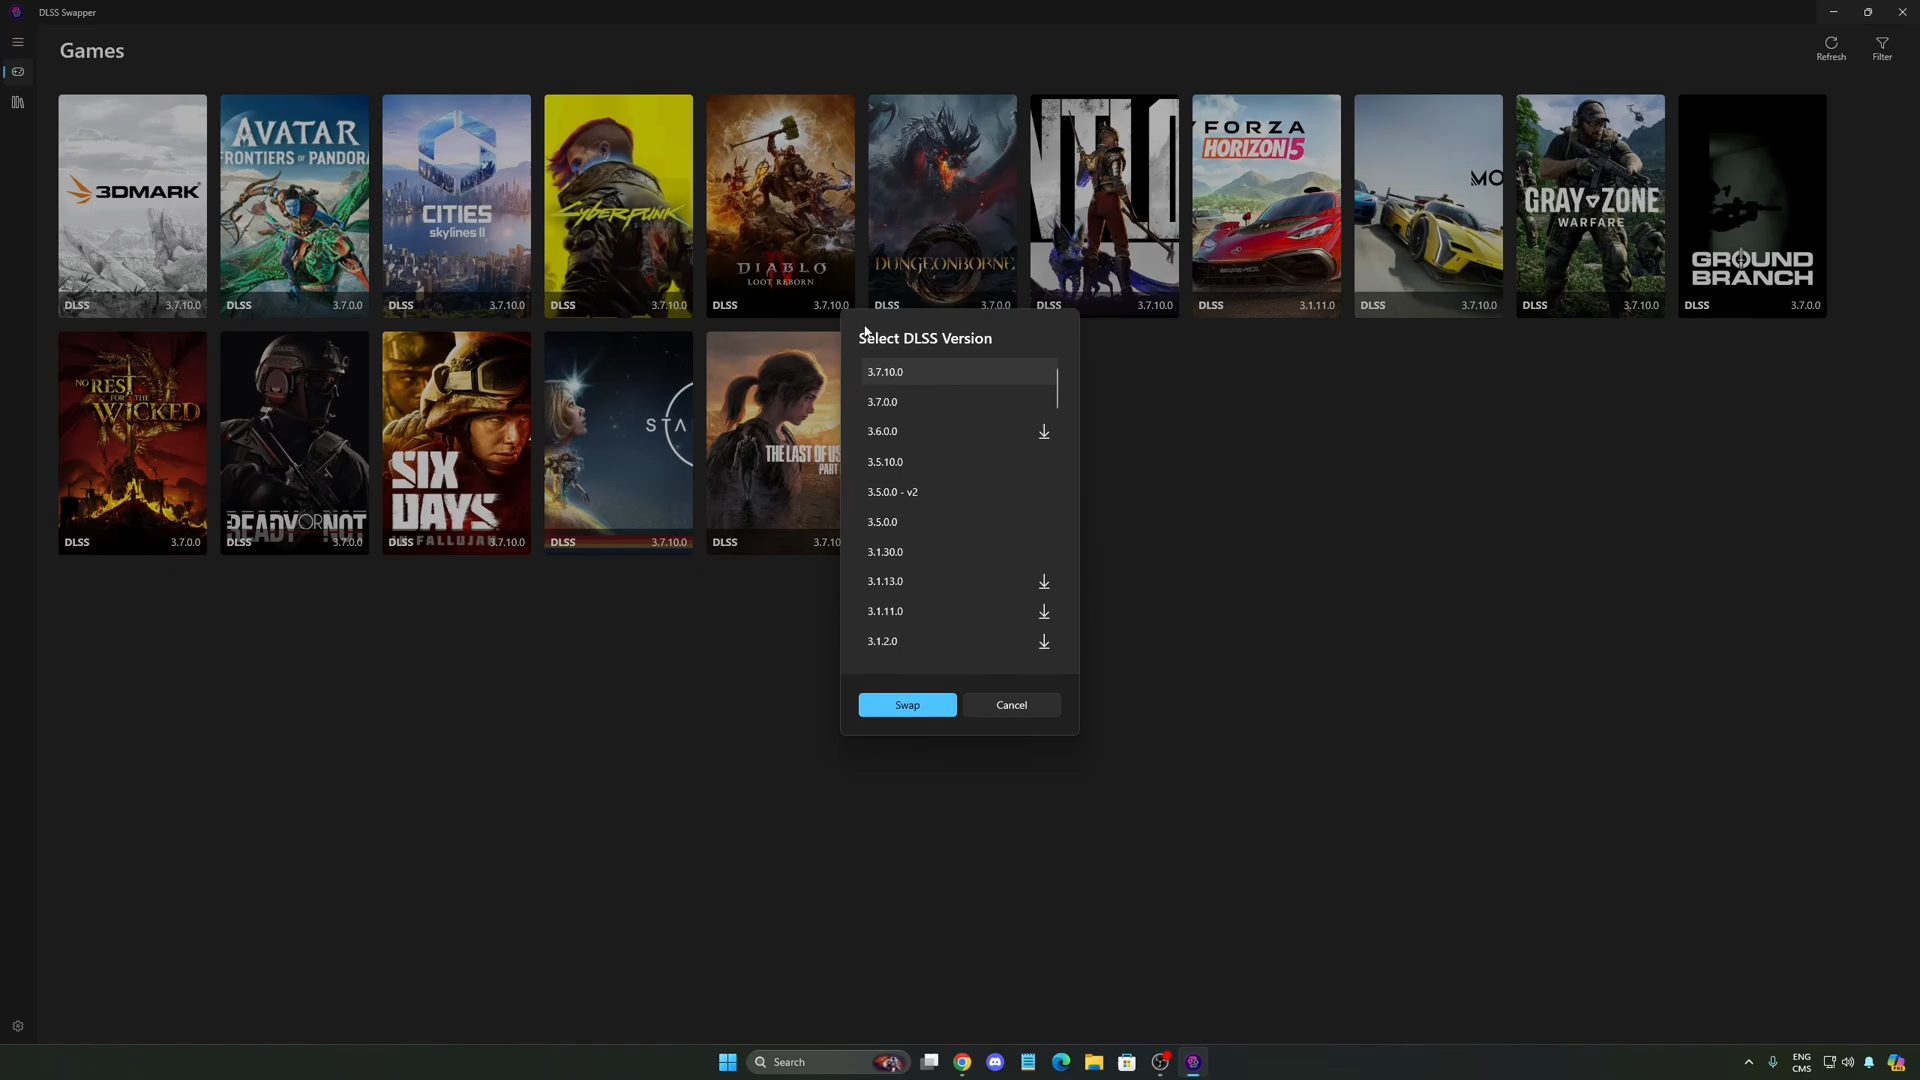 DLSS Swapper
Games
Refresh
Filter
3DMARK
DLSS 3.7.10.0
AVATAR
FRONTIERS OF PANDORA
DLSS 3.7.0.0
CITIES
skylines II
DLSS 3.7.10.0
CYBERPUNK
DLSS 3.7.10.0
DIABLO
LOOT REBORN
DLSS 3.7.10.0
DUNGEONBORNE
DLSS 3.7.0.0
NTLO
DLSS 3.7.10.0
FORZA
HORIZON 5
DLSS 3.1.11.0
MO
DLSS 3.7.10.0
GRAY ZONE
WARFARE
DLSS 3.7.10.0
GROUND
BRANCH
DLSS 3.7.0.0
NO REST
FOR THE
WICKED
DLSS 3.7.0.0
READY OR NOT
DLSS 3.7.0.0
SIX
DAYS
IN FALLUJAH
DLSS 3.7.10.0
STA
DLSS 3.7.10.0
THE LAST OF US
PART
DLSS 3.7.10
Select DLSS Version
3.7.10.0
3.7.0.0
3.6.0.0
3.5.10.0
3.5.0.0 - v2
3.5.0.0
3.1.30.0
3.1.13.0
3.1.11.0
3.1.2.0
Swap
Cancel
Search
ENG
CMS